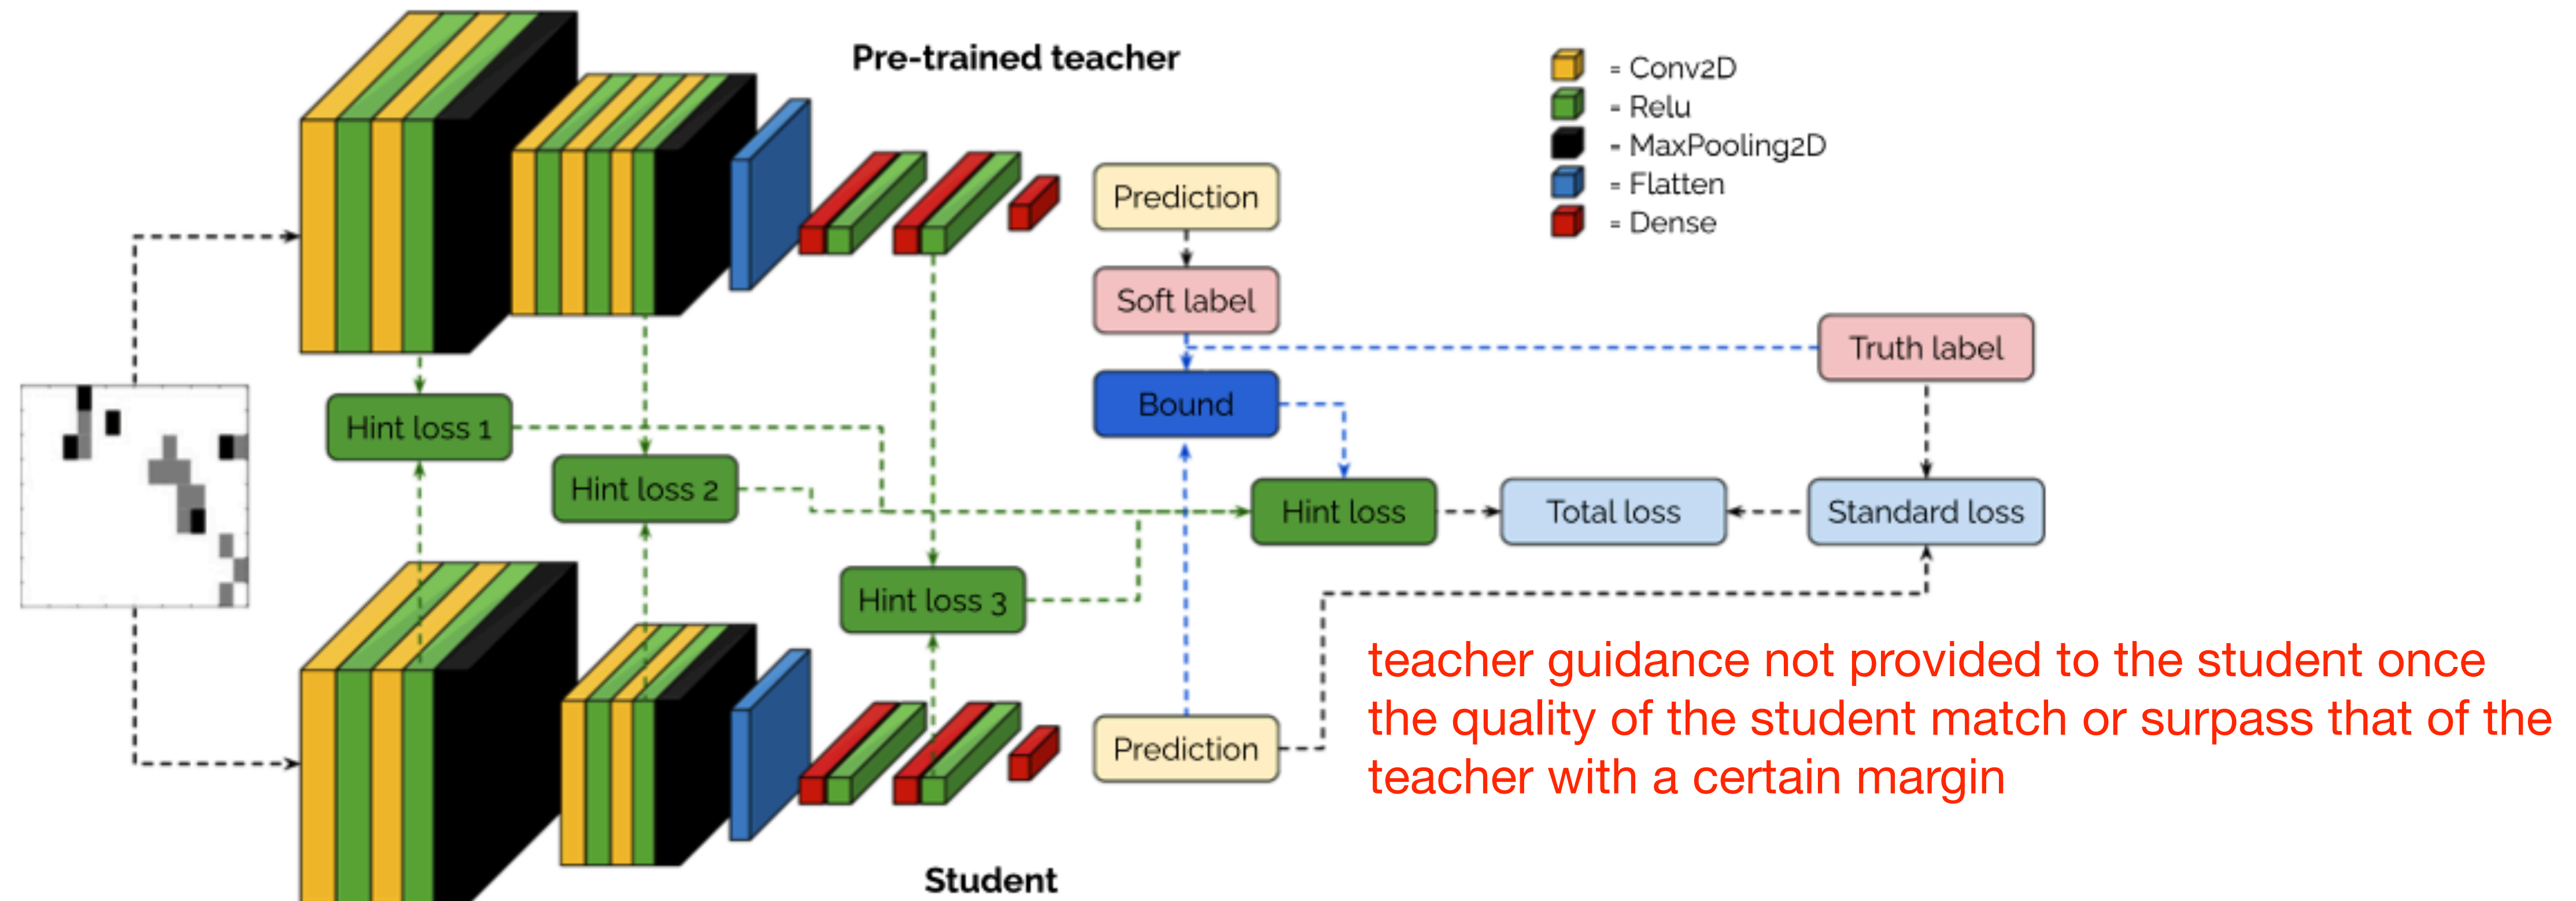 Pre-trained teacher
= Conv2D
= Relu
= MaxPooling2D
= Flatten
= Dense
Prediction
Soft label
Truth label
Bound
Hint loss 1
Hint loss 2
Hint loss
Total loss
Standard loss
Hint loss 3
Prediction
teacher guidance not provided to the student once
the quality of the student match or surpass that of the
teacher with a certain margin
Student